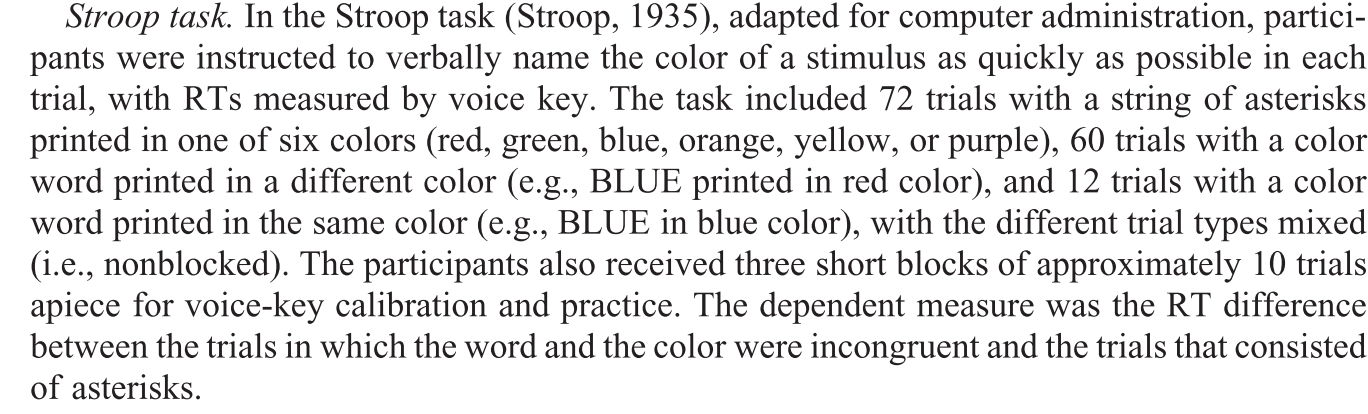 Stroop task. In the Stroop task (Stroop, 1935), adapted for computer administration, partici-
pants were instructed to verbally name the color of a stimulus as quickly as possible in each
trial, with RTs measured by voice key. The task included 72 trials with a string of asterisks
printed in one of six colors (red, green, blue, orange, yellow, or purple), 60 trials with a color
word printed in a different color (e.g., BLUE printed in red color), and 12 trials with a color
word printed in the same color (e.g., BLUE in blue color), with the different trial types mixed
(i.e., nonblocked). The participants also received three short blocks of approximately 10 trials
apiece for voice-key calibration and practice. The dependent measure was the RT difference
between the trials in which the word and the color were incongruent and the trials that consisted
of asterisks.